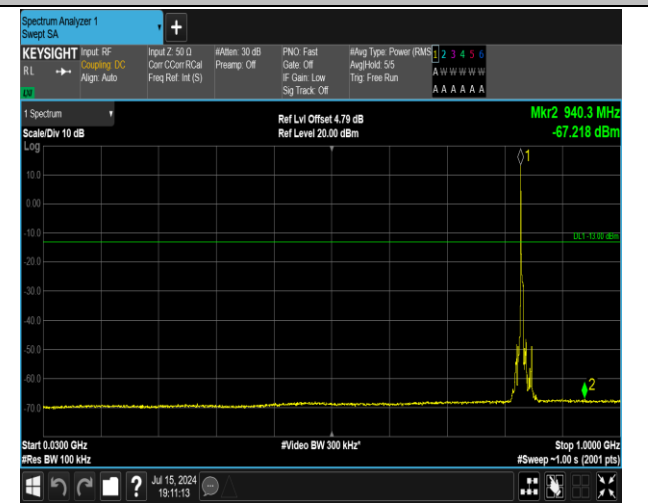 Spectrum Analyzer 1
Swept SA
+
KEYSIGHT Input: RF Input Z: 50 Ω #Atten: 30 dB PNO: Fast #Avg Type: Power (RMS 1 2 3 4 5 6
RL Coupling: DC Corr CCorr RCal Preamp: Off Gate: Off Avg|Hold: 5/5 A W W W W W
Align: Auto Freq Ref: Int (S) IF Gain: Low Trig: Free Run
LXI Sig Track: Off A A A A A A
1 Spectrum Ref Lvl Offset 4.79 dB Mkr2 940.3 MHz
Scale/Div 10 dB Ref Level 20.00 dBm -67.218 dBm
Log
1
10.0
0.00
-10.0
DL1 -13.00 dBm
-20.0
-30.0
-40.0
-50.0
-60.0
2
-70.0
Start 0.0300 GHz #Video BW 300 kHz* Stop 1.0000 GHz
#Res BW 100 kHz #Sweep ~1.00 s (2001 pts)
? Jul 15, 2024
19:11:13